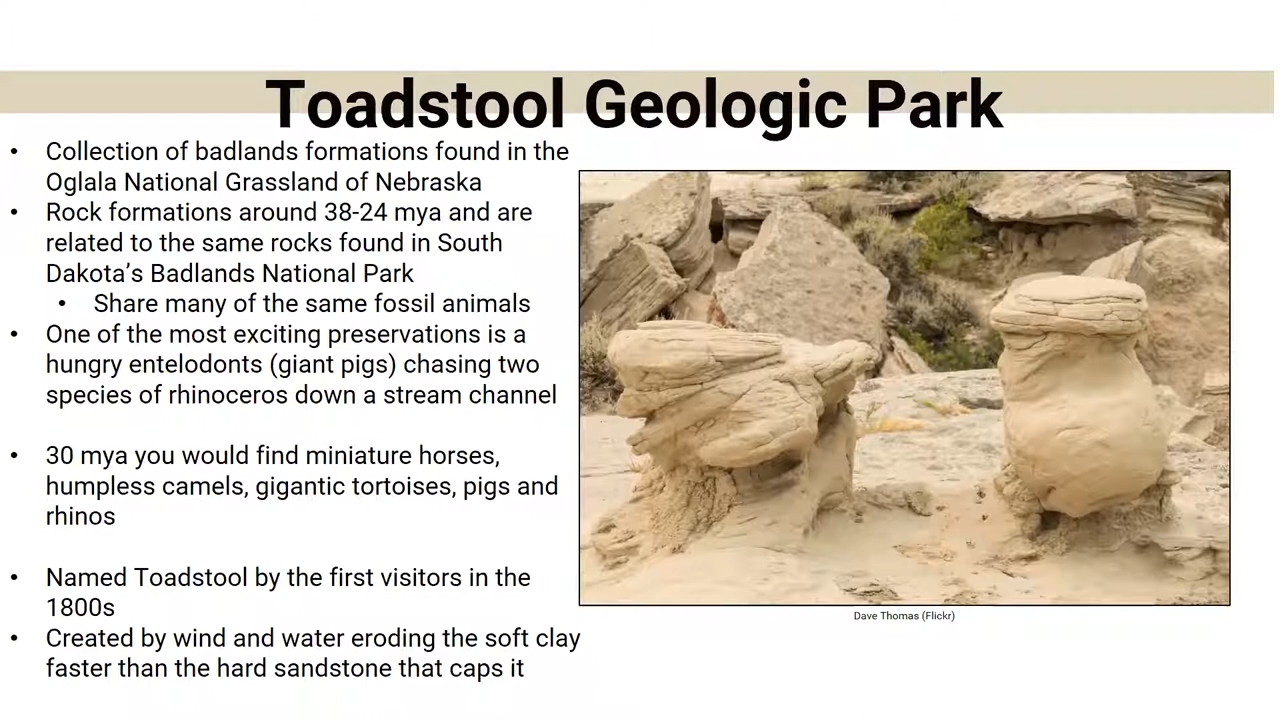 Toadstool Geologic Park
• Collection of badlands formations found in the
Oglala National Grassland of Nebraska
• Rock formations around 38-24 mya and are
related to the same rocks found in South
Dakota’s Badlands National Park
• Share many of the same fossil animals
• One of the most exciting preservations is a
hungry entelodonts (giant pigs) chasing two
species of rhinoceros down a stream channel
• 30 mya you would find miniature horses,
humpless camels, gigantic tortoises, pigs and
rhinos
• Named Toadstool by the first visitors in the
1800s
• Created by wind and water eroding the soft clay
faster than the hard sandstone that caps it
Dave Thomas (Flickr)